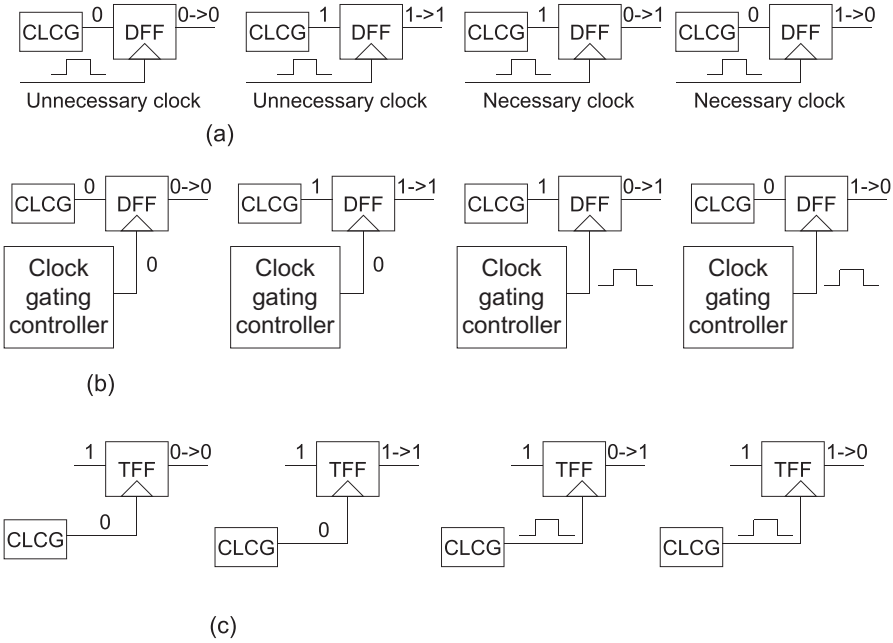 CLCG 0 DFF 0->0 CLCG 1 DFF 1->1 CLCG 1 DFF 0->1 CLCG 0 DFF 1->0
Unnecessary clock Unnecessary clock Necessary clock Necessary clock
(a)
CLCG 0 DFF 0->0 CLCG 1 DFF 1->1 CLCG 1 DFF 0->1 CLCG 0 DFF 1->0
0 0
Clock Clock Clock Clock
gating gating gating gating
controller controller controller controller
(b)
1 TFF 0->0 1 TFF 1->1 1 TFF 0->1 1 TFF 1->0
CLCG 0 CLCG 0 CLCG CLCG
(c)